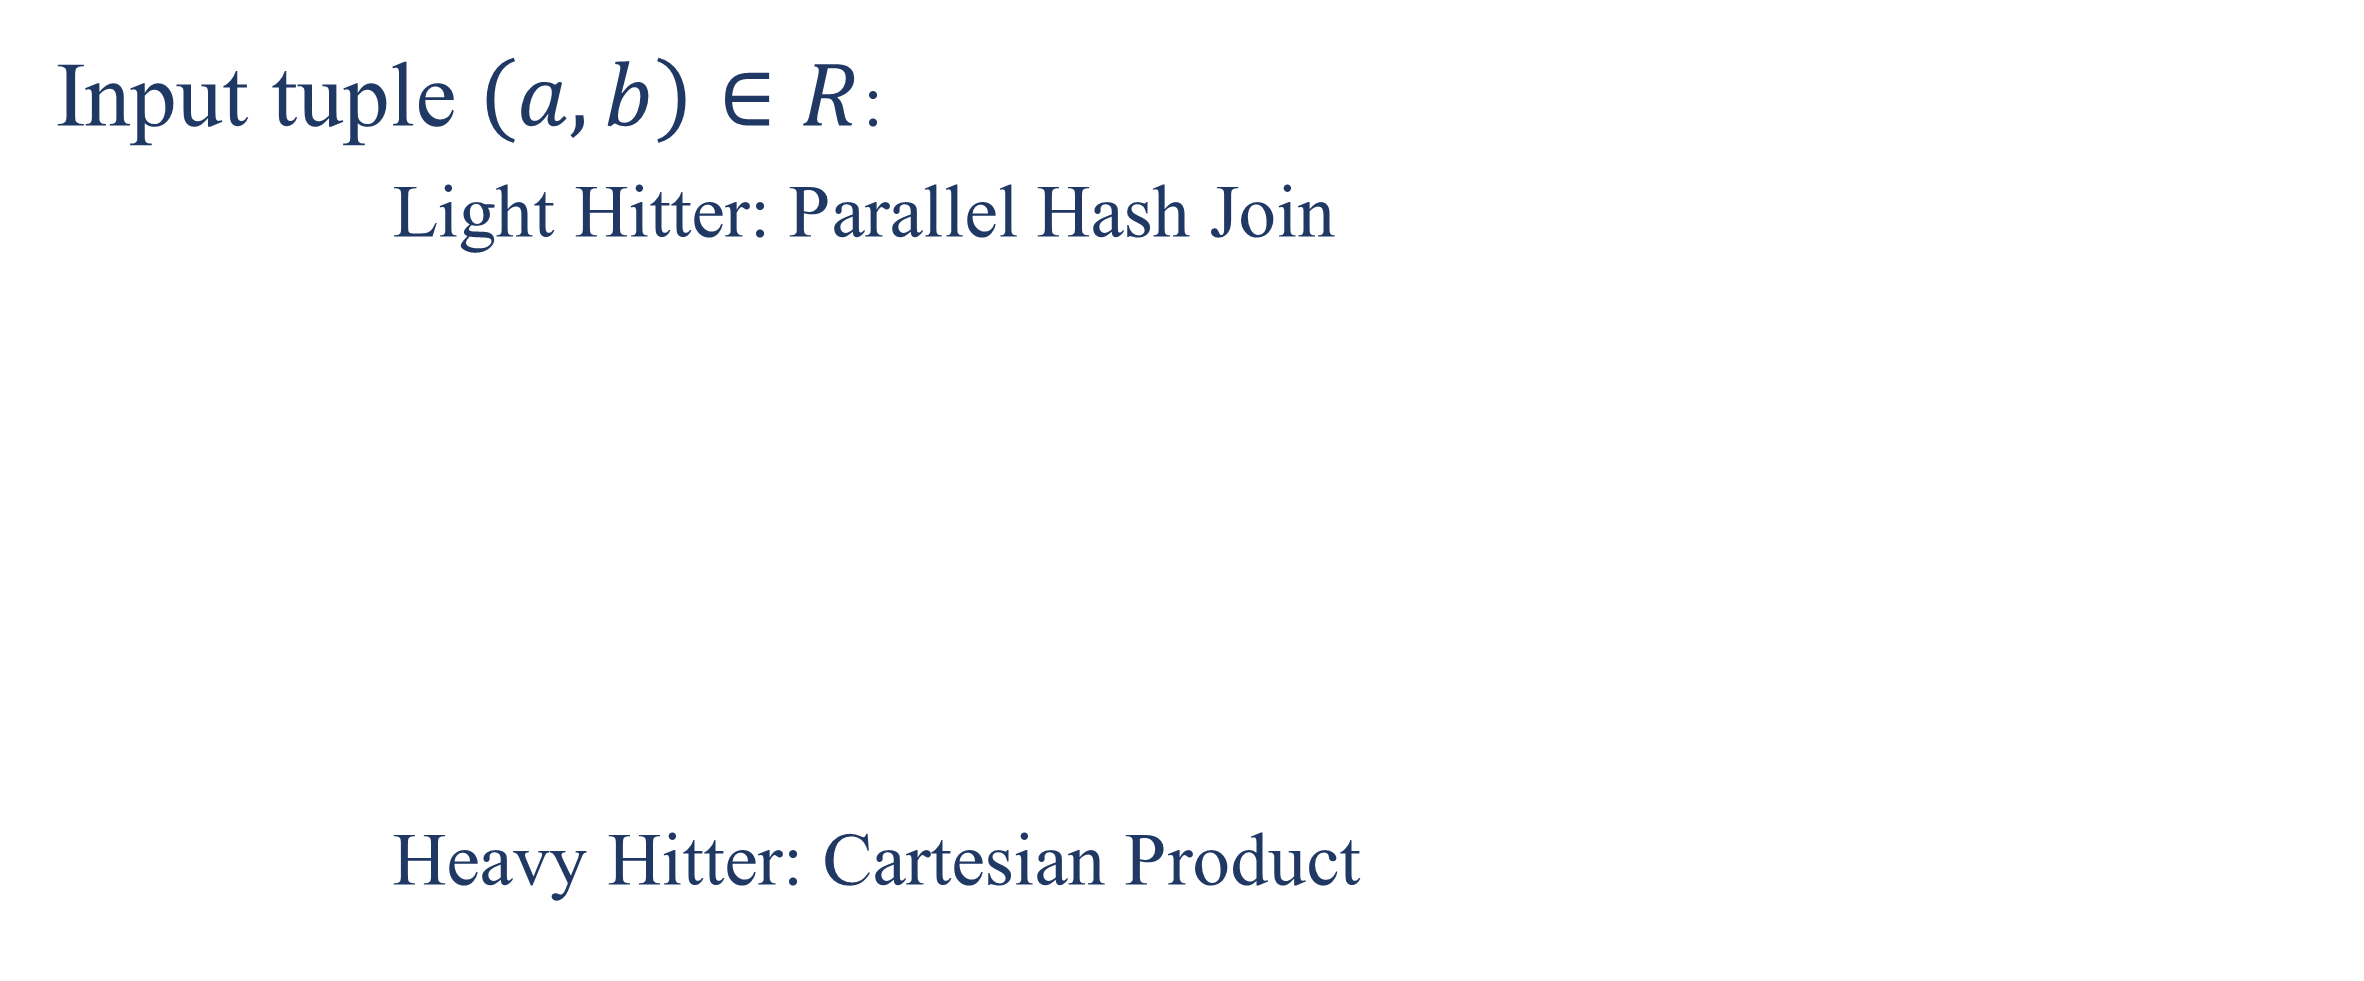 Input tuple (a, b) ∈ R:
Light Hitter: Parallel Hash Join
Heavy Hitter: Cartesian Product